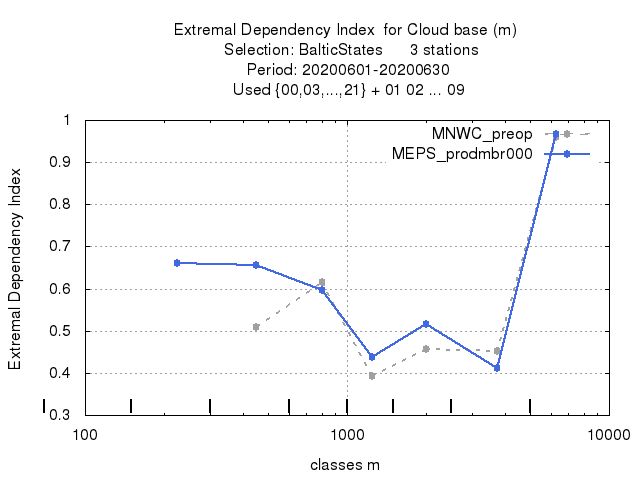 Extremal Dependency Index  for Cloud base (m)
Selection: BalticStates      3 stations
Period: 20200601-20200630
Used {00,03,...,21} + 01 02 ... 09
MNWC_preop
MEPS_prodmbr000
Extremal Dependency Index
1
0.9
0.8
0.7
0.6
0.5
0.4
0.3
100
1000
10000
classes m